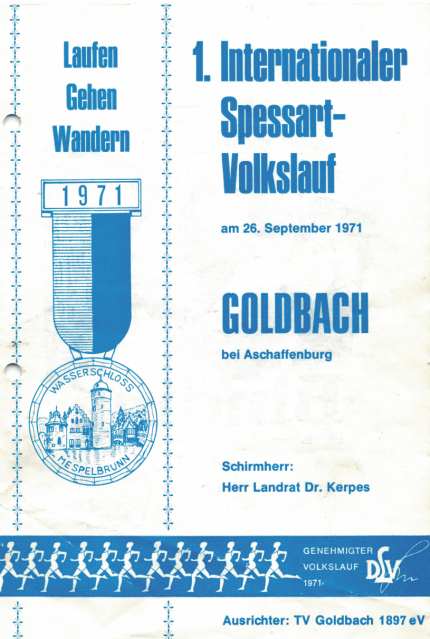 Laufen
Gehen
Wandern
1971
WASSERSCHLOSS
MESPELBRUNN
1. Internationaler
Spessart-
Volkslauf
am 26. September 1971
GOLDBACH
bei Aschaffenburg
Schirmherr:
Herr Landrat Dr. Kerpes
GENEHMIGTER
VOLKSLAUF
1971-
DLV
Ausrichter: TV Goldbach 1897 eV